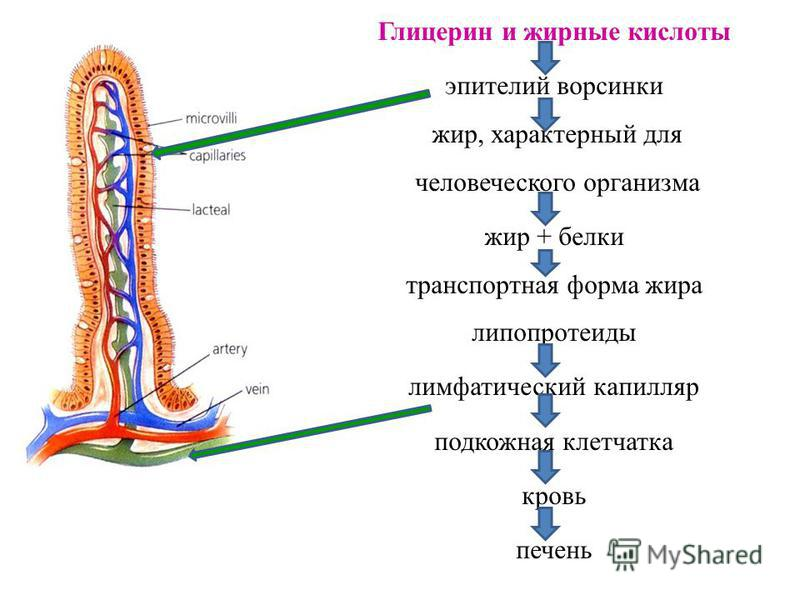 Глицерин и жирные кислоты
эпителий ворсинки
жир, характерный для
человеческого организма
жир + белки
транспортная форма жира
липопротеиды
лимфатический капилляр
подкожная клетчатка
кровь
печень
microvilli
capillaries
lacteal
artery
vein
MyShared